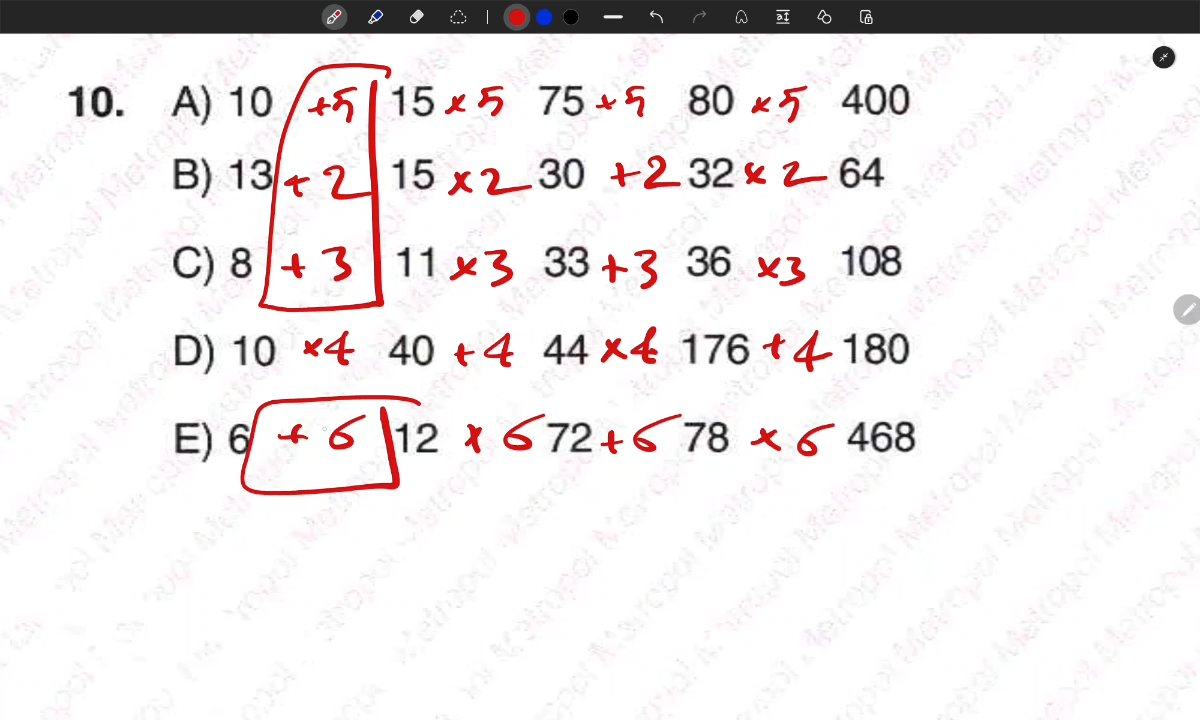 10. A) 10 +5 15 ×5 75 +5 80 ×5 400
B) 13 +2 15 ×2 30 +2 32 ×2 64
C) 8 +3 11 ×3 33 +3 36 ×3 108
D) 10 ×4 40 +4 44 ×4 176 +4 180
E) 6 +6 12 ×6 72 +6 78 ×6 468